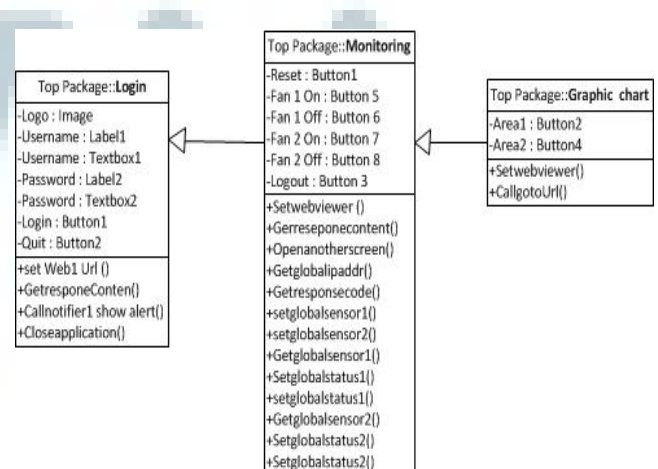 Top Package::Login
-Logo : Image
-Username : Label1
-Username : Textbox1
-Password : Label2
-Password : Textbox2
-Login : Button1
-Quit : Button2
+set Web1 Url ()
+GetresponeConten()
+Callnotifier1 show alert()
+Closeapplication()
Top Package::Monitoring
-Reset : Button1
-Fan 1 On : Button 5
-Fan 1 Off : Button 6
-Fan 2 On : Button 7
-Fan 2 Off : Button 8
-Logout : Button 3
+Setwebviewer ()
+Gerreseponecontent()
+Openanotherscreen()
+Getglobalipaddr()
+Getresponsecode()
+setglobalsensor1()
+setglobalsensor2()
+Getglobalsensor1()
+Setglobalstatus1()
+setglobalstatus1()
+Getglobalsensor2()
+Setglobalstatus2()
+Setglobalstatus2()
Top Package::Graphic chart
-Area1 : Button2
-Area2 : Button4
+Setwebviewer()
+CallgotoUrl()